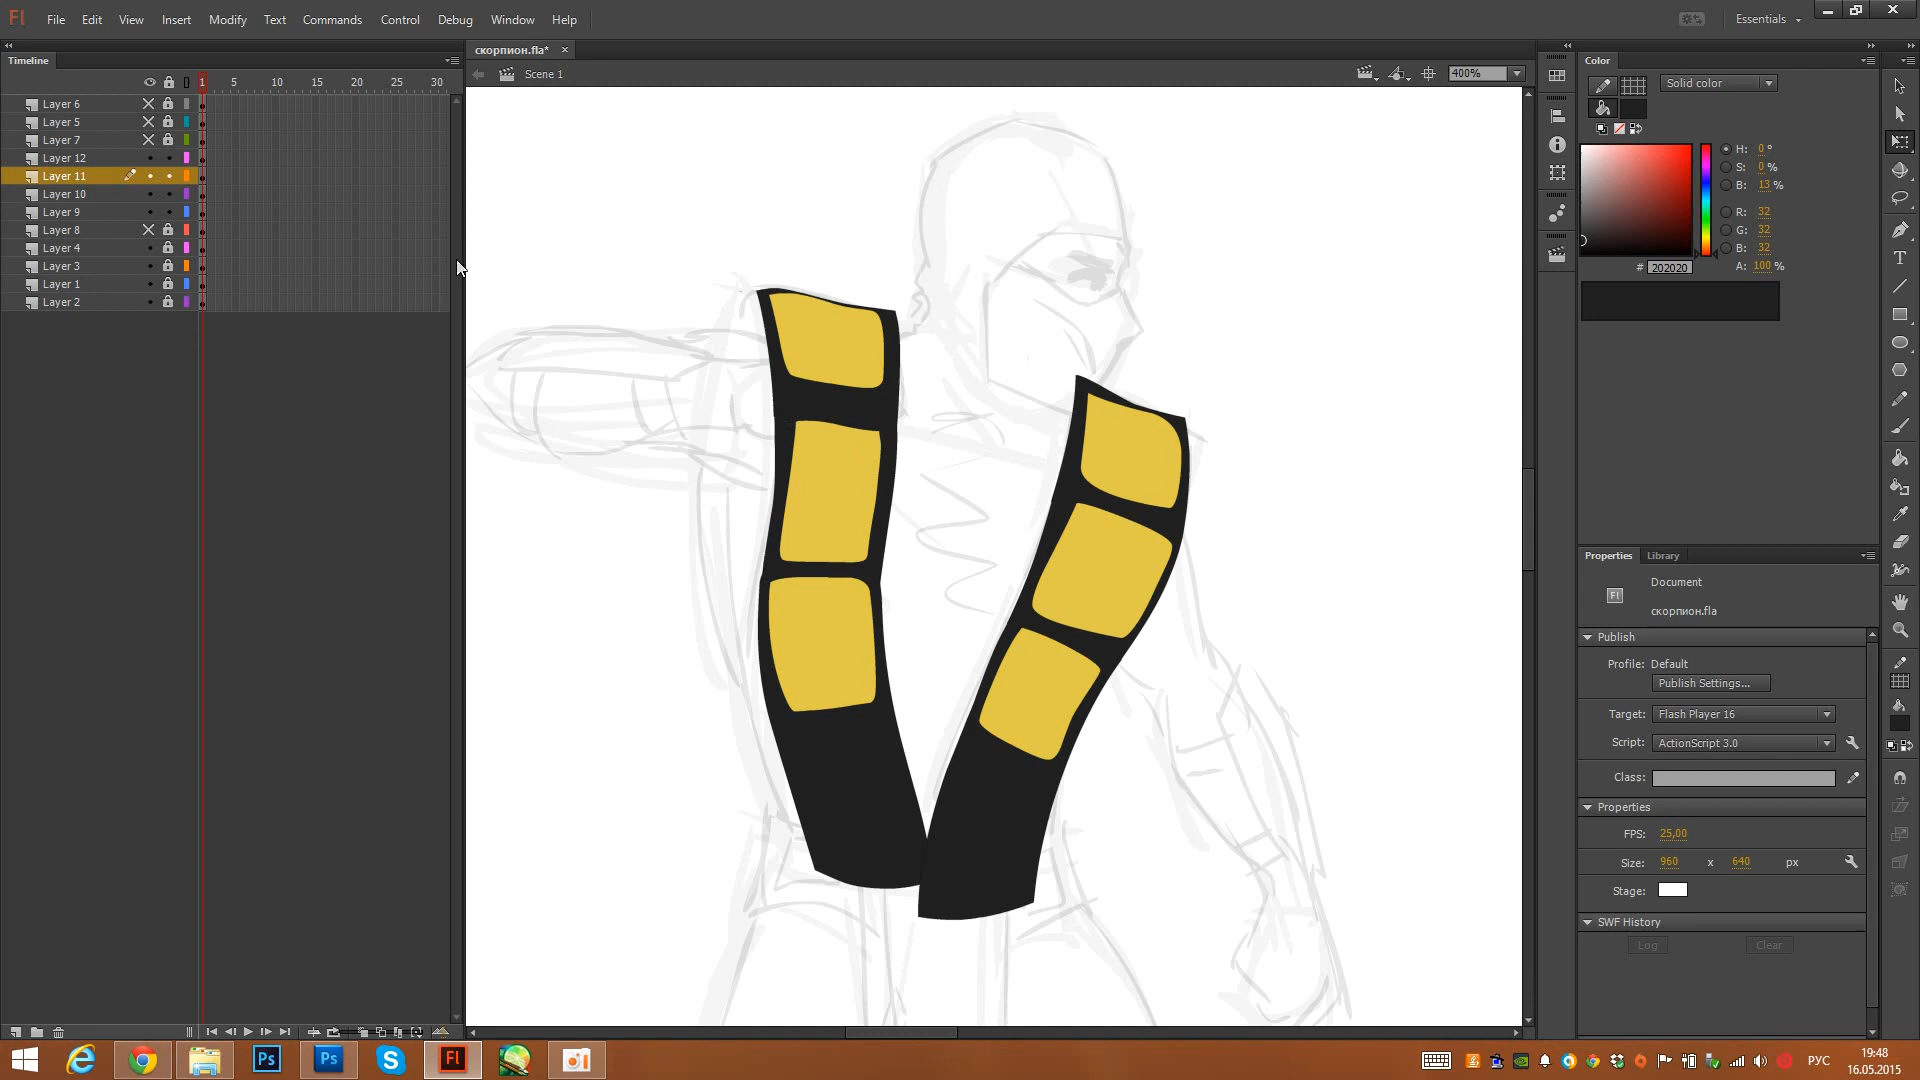 Fl File Edit View Insert Modify Text Commands Control Debug Window Help Essentials
Timeline
1 5 10 15 20 25 30
Layer 6
Layer 5
Layer 7
Layer 12
Layer 11
Layer 10
Layer 9
Layer 8
Layer 4
Layer 3
Layer 1
Layer 2
скорпион.fla*
Scene 1
400%
Color
Solid color
H: 0 °
S: 0 %
B: 13 %
R: 32
G: 32
B: 32
# 202020
A: 100 %
Properties Library
Document
Fl
скорпион.fla
Publish
Profile: Default
Publish Settings...
Target: Flash Player 16
Script: ActionScript 3.0
Class:
Properties
FPS: 25,00
Size: 960 x 640 px
Stage:
SWF History
Log Clear
T
Ps Ps Fl
РУС
19:48
16.05.2015